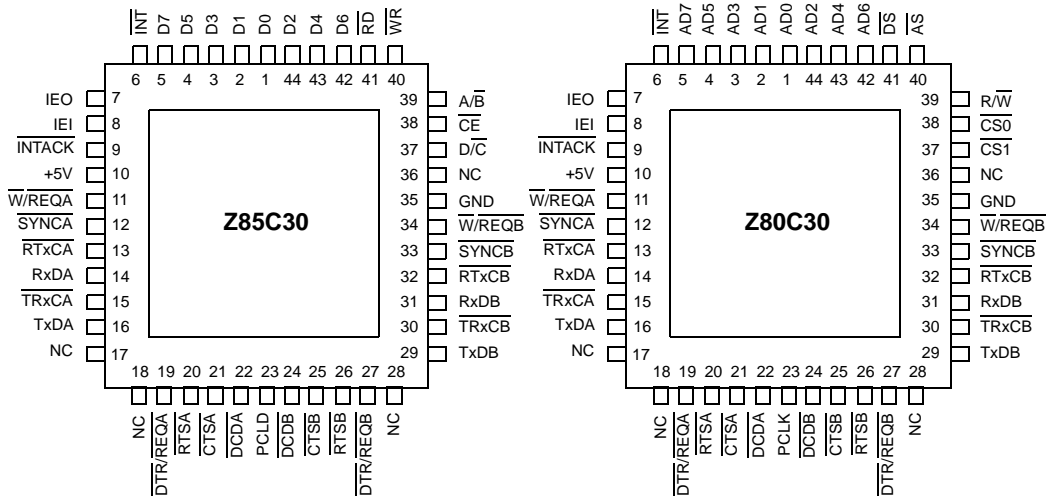 INT D7 D5 D3 D1 D0 D2 D4 D6 RD WR
6 5 4 3 2 1 44 43 42 41 40
IEO 7
IEI 8
INTACK 9
+5V 10
W/REQA 11
SYNCA 12
RTxCA 13
RxDA 14
TRxCA 15
TxDA 16
NC 17
Z85C30
39 A/B
38 CE
37 D/C
36 NC
35 GND
34 W/REQB
33 SYNCB
32 RTxCB
31 RxDB
30 TRxCB
29 TxDB
18 19 20 21 22 23 24 25 26 27 28
NC DTR/REQA RTSA CTSA DCDA PCLD DCDB CTSB RTSB DTR/REQB NC
INT AD7 AD5 AD3 AD1 AD0 AD2 AD4 AD6 DS AS
6 5 4 3 2 1 44 43 42 41 40
IEO 7
IEI 8
INTACK 9
+5V 10
W/REQA 11
SYNCA 12
RTxCA 13
RxDA 14
TRxCA 15
TxDA 16
NC 17
Z80C30
39 R/W
38 CS0
37 CS1
36 NC
35 GND
34 W/REQB
33 SYNCB
32 RTxCB
31 RxDB
30 TRxCB
29 TxDB
18 19 20 21 22 23 24 25 26 27 28
NC DTR/REQA RTSA CTSA DCDA PCLK DCDB CTSB RTSB DTR/REQB NC